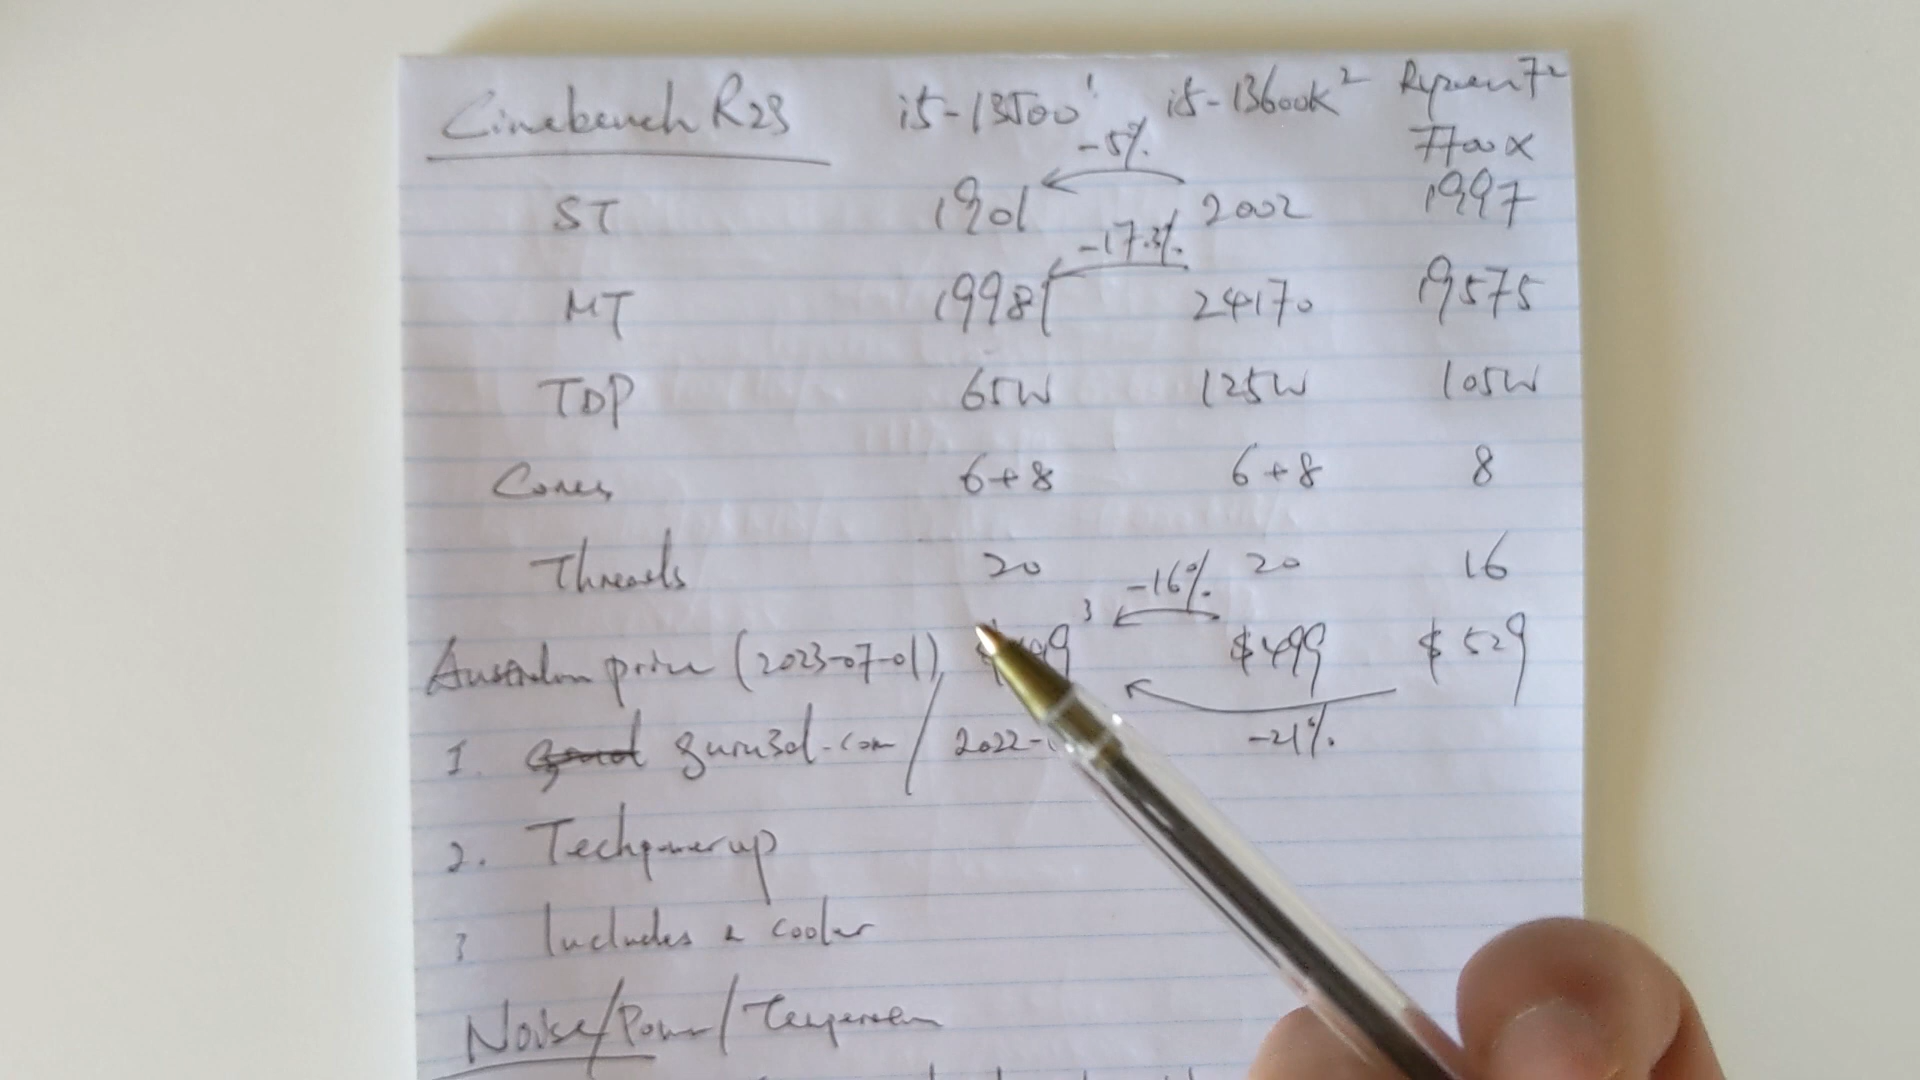 Cinebench R23 i5-13500¹ i5-13600K² Ryzen 7²
7700X
-5%
ST 1901 2002 1997
-17.3%
MT 19981 24170 19575
TDP 65W 125W 105W
Cores 6+8 6+8 8
Threads 20 20 16
-16%
Australian price (2023-07-01) 3 $499 $529
-21%
1. guru3d.com / 2022-
2. Techpowerup
3 Includes a cooler
Noise/Power/Temperature